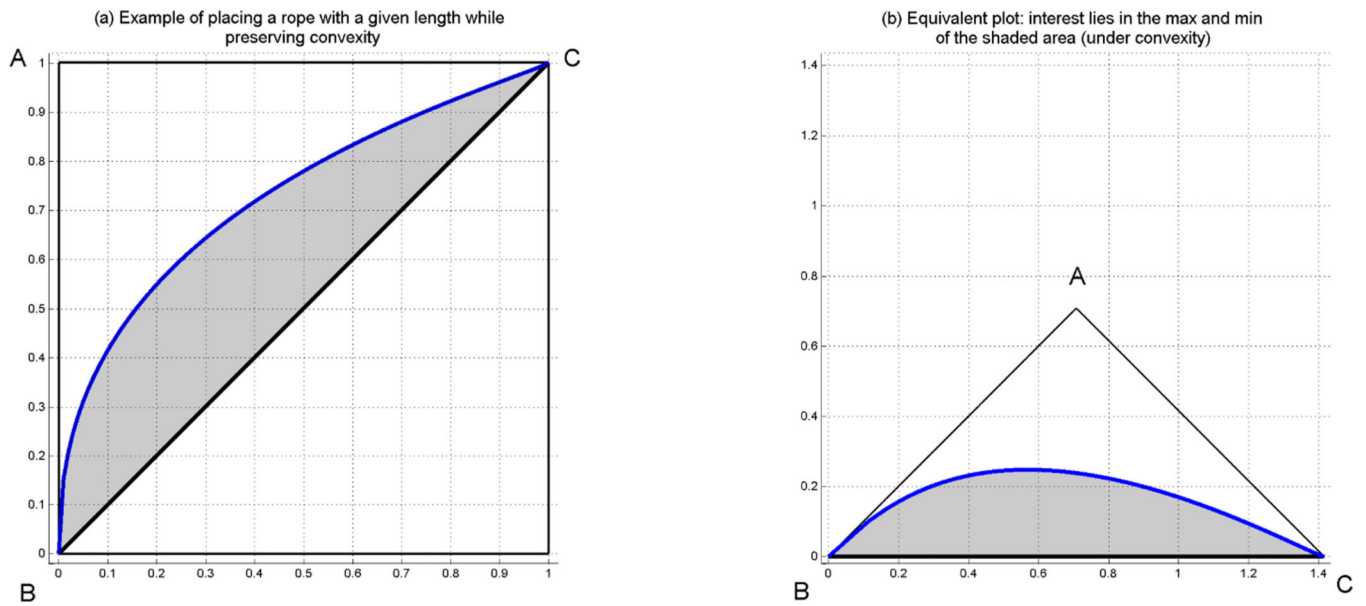 (a) Example of placing a rope with a given length while
preserving convexity
A
C
1
0.9
0.8
0.7
0.6
0.5
0.4
0.3
0.2
0.1
0
0 0.1 0.2 0.3 0.4 0.5 0.6 0.7 0.8 0.9 1
B
(b) Equivalent plot: interest lies in the max and min
of the shaded area (under convexity)
1.4
1.2
1
0.8
A
0.6
0.4
0.2
0
0 0.2 0.4 0.6 0.8 1 1.2 1.4
B
C